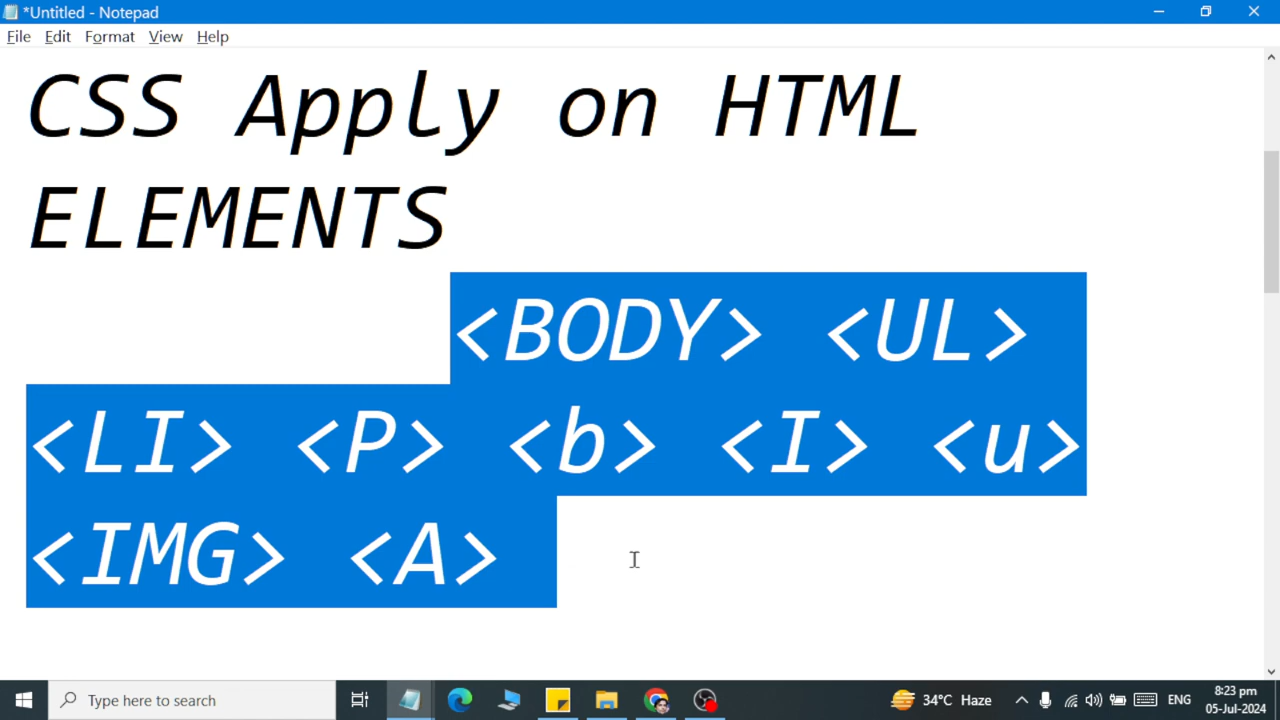 *Untitled - Notepad
File Edit Format View Help
CSS Apply on HTML
ELEMENTS
<BODY> <UL>
<LI> <P> <b> <I> <u>
<IMG> <A>
Type here to search
34°C Haze
ENG
8:23 pm
05-Jul-2024